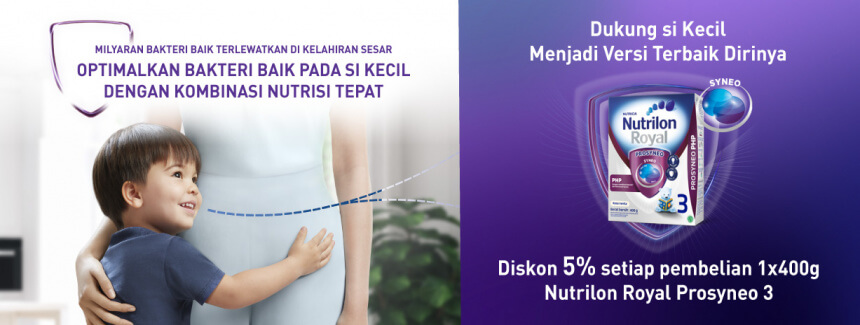 MILYARAN BAKTERI BAIK TERLEWATKAN DI KELAHIRAN SESAR
OPTIMALKAN BAKTERI BAIK PADA SI KECIL
DENGAN KOMBINASI NUTRISI TEPAT
Dukung si Kecil
Menjadi Versi Terbaik Dirinya
SYNEO
Nutrilon
Royal
PROSYNEO
SYNEO
PHP
3
PROSYNEO PHP
Diskon 5% setiap pembelian 1x400g
Nutrilon Royal Prosyneo 3